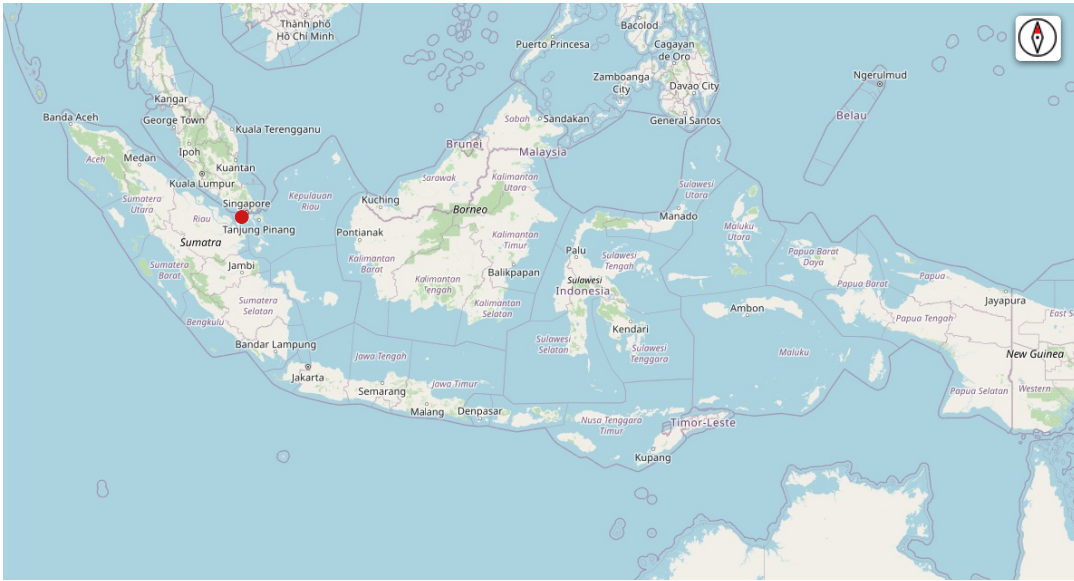 Thành phố
Hồ Chí Minh
Bacolod
Puerto Princesa
Cagayan
de Oro
Zamboanga
City
Davao City
Ngerulmud
Kangar
Banda Aceh
George Town
Kuala Terengganu
Sabah
Sandakan
General Santos
Belau
Brunei
Malaysia
Ipoh
Aceh
Medan
Kuantan
Kuala Lumpur
Sarawak
Kalimantan
Utara
Sulawesi
Utara
Sumatera
Utara
Kepulauan
Riau
Singapore
Kuching
Borneo
Manado
Riau
Tanjung Pinang
Pontianak
Maluku
Utara
Sumatra
Kalimantan
Timur
Palu
Papua Barat
Daya
Sumatera
Barat
Jambi
Kalimantan
Barat
Balikpapan
Sulawesi
Tengah
Papua
Papua Barat
Kalimantan
Tengah
Sulawesi
Indonesia
Sumatera
Selatan
Kalimantan
Selatan
Jayapura
Ambon
Papua Tengah
East S
Bengkulu
Kendari
Bandar Lampung
Sulawesi
Selatan
Sulawesi
Tenggara
Jawa Tengah
Maluku
New Guinea
Jakarta
Jawa Timur
Semarang
Papua Selatan
Western
Malang
Denpasar
Nusa Tenggara
Timur
Timor-Leste
Kupang